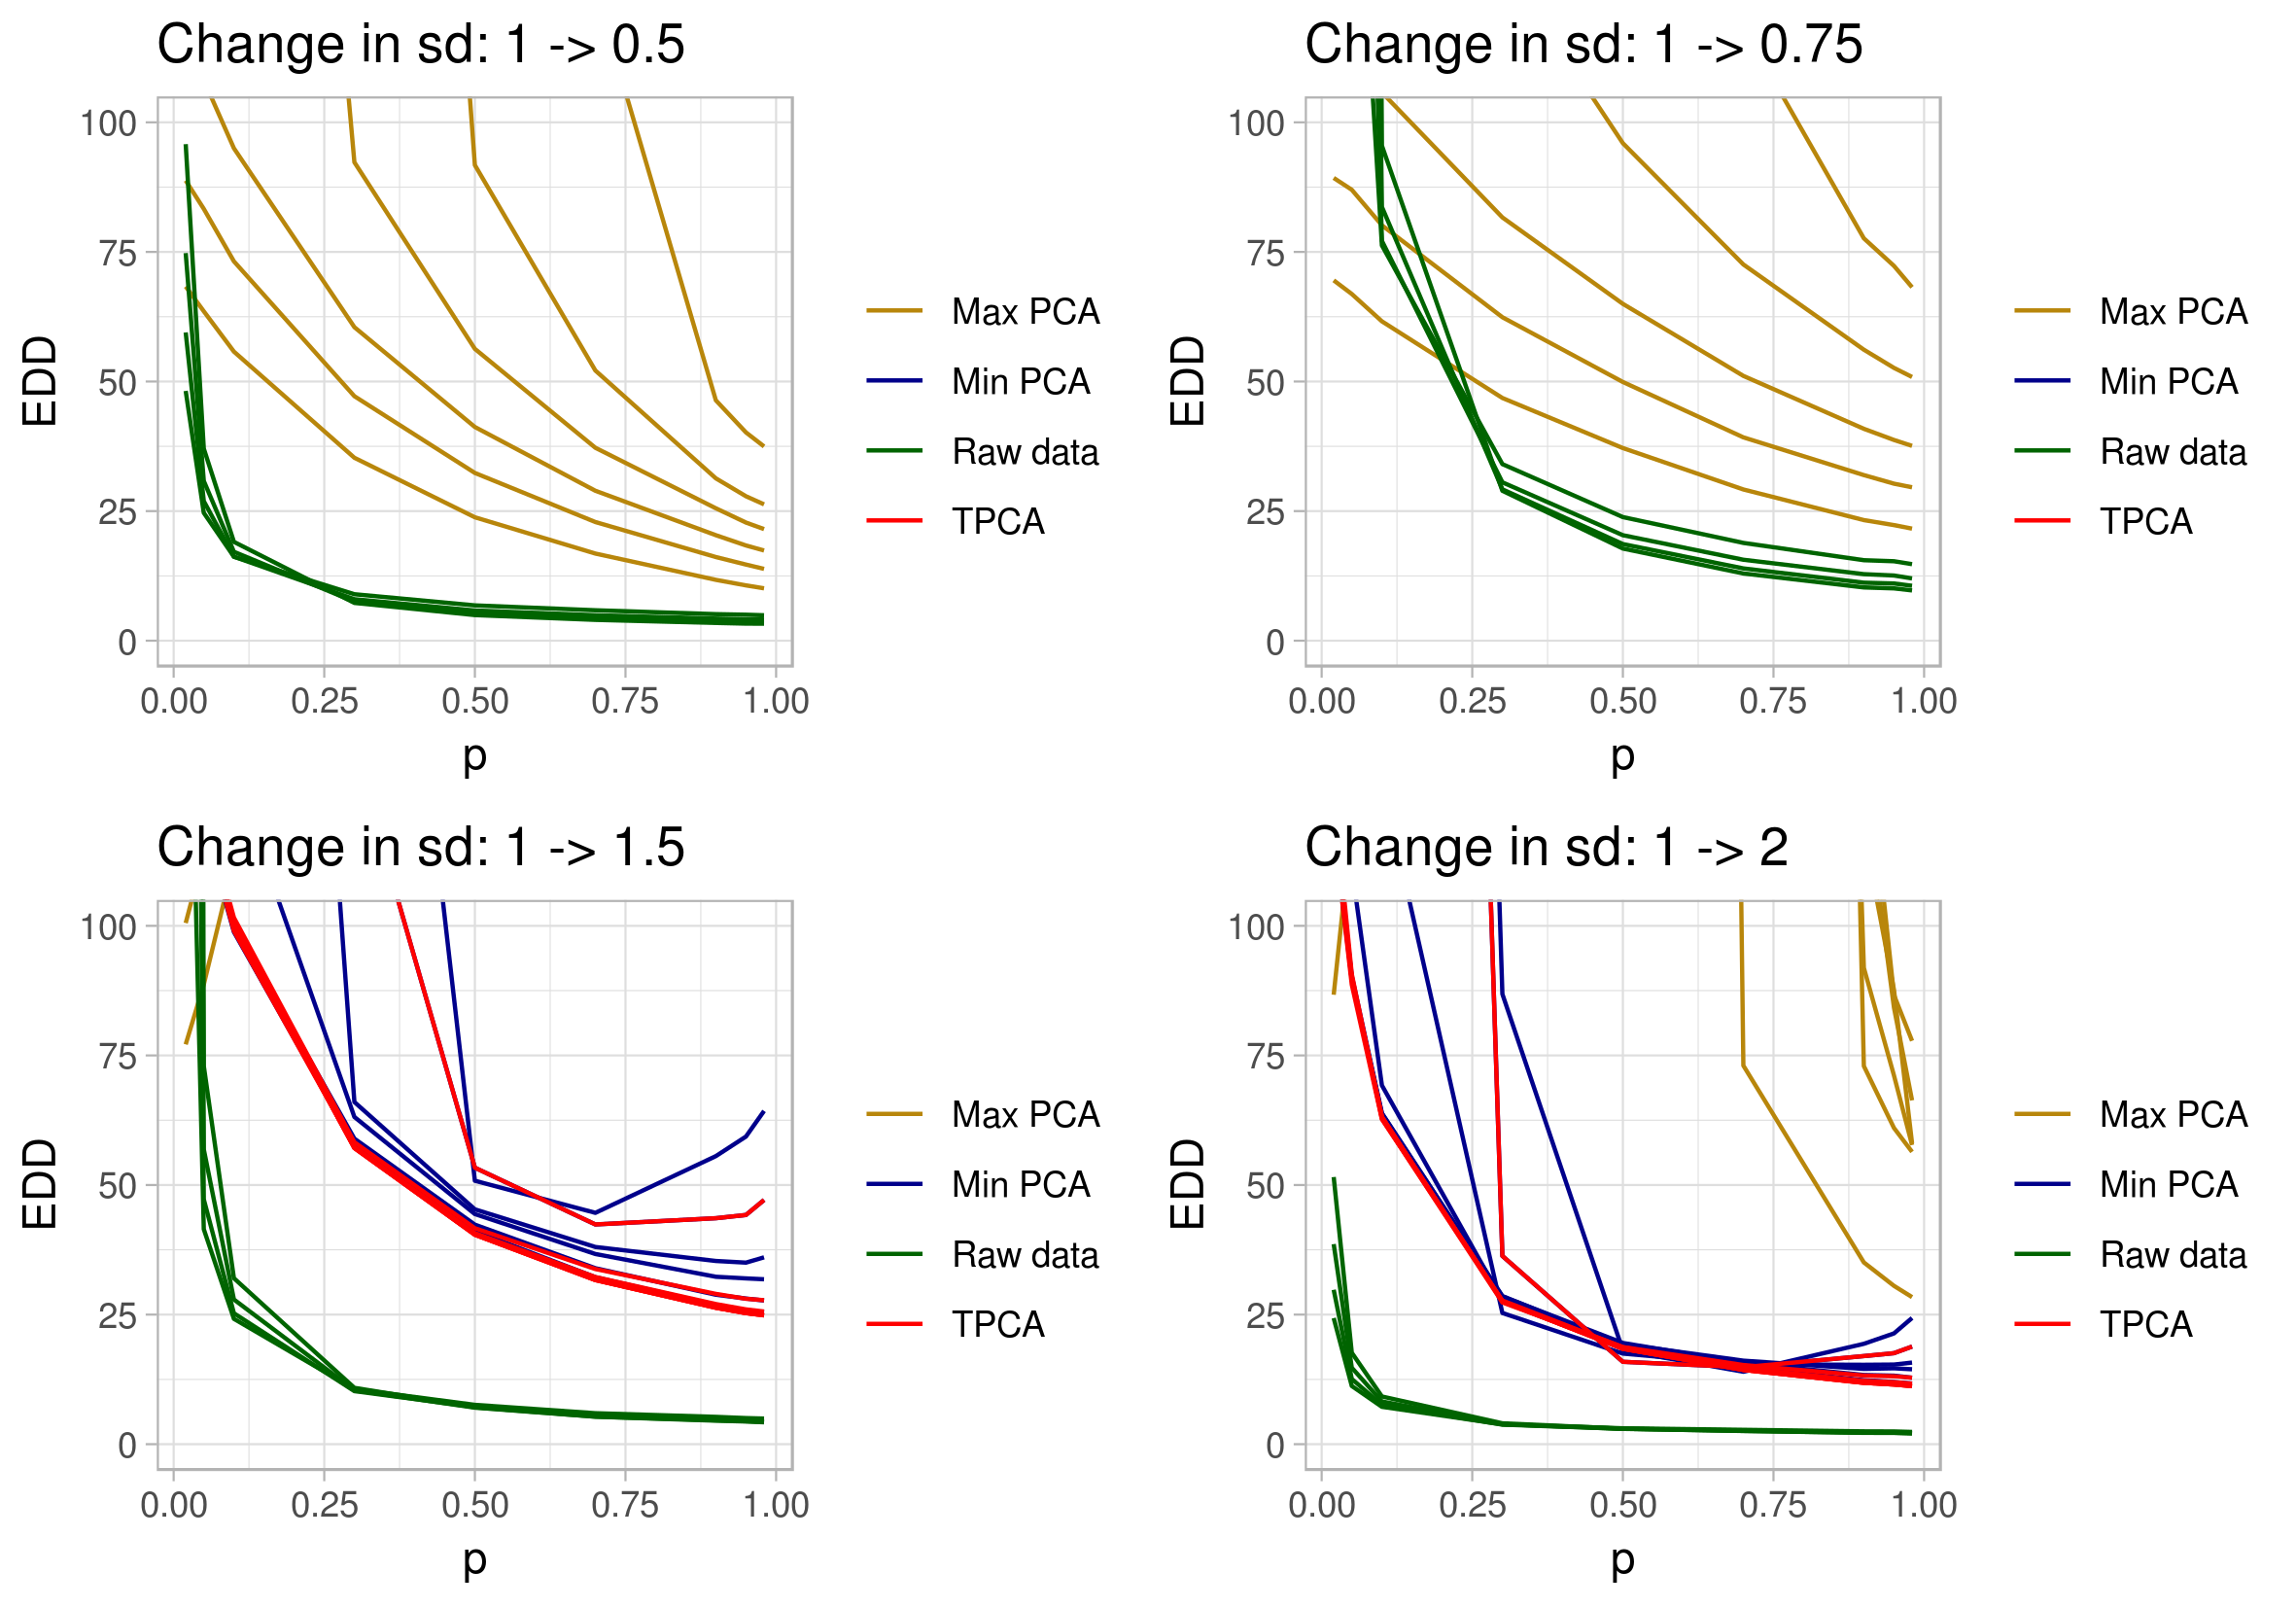 Change in sd: 1 -> 0.5
100
75
50
25
0
EDD
0.00 0.25 0.50 0.75 1.00
p
Max PCA
Min PCA
Raw data
TPCA
Change in sd: 1 -> 0.75
100
75
50
25
0
EDD
0.00 0.25 0.50 0.75 1.00
p
Max PCA
Min PCA
Raw data
TPCA
Change in sd: 1 -> 1.5
100
75
50
25
0
EDD
0.00 0.25 0.50 0.75 1.00
p
Max PCA
Min PCA
Raw data
TPCA
Change in sd: 1 -> 2
100
75
50
25
0
EDD
0.00 0.25 0.50 0.75 1.00
p
Max PCA
Min PCA
Raw data
TPCA